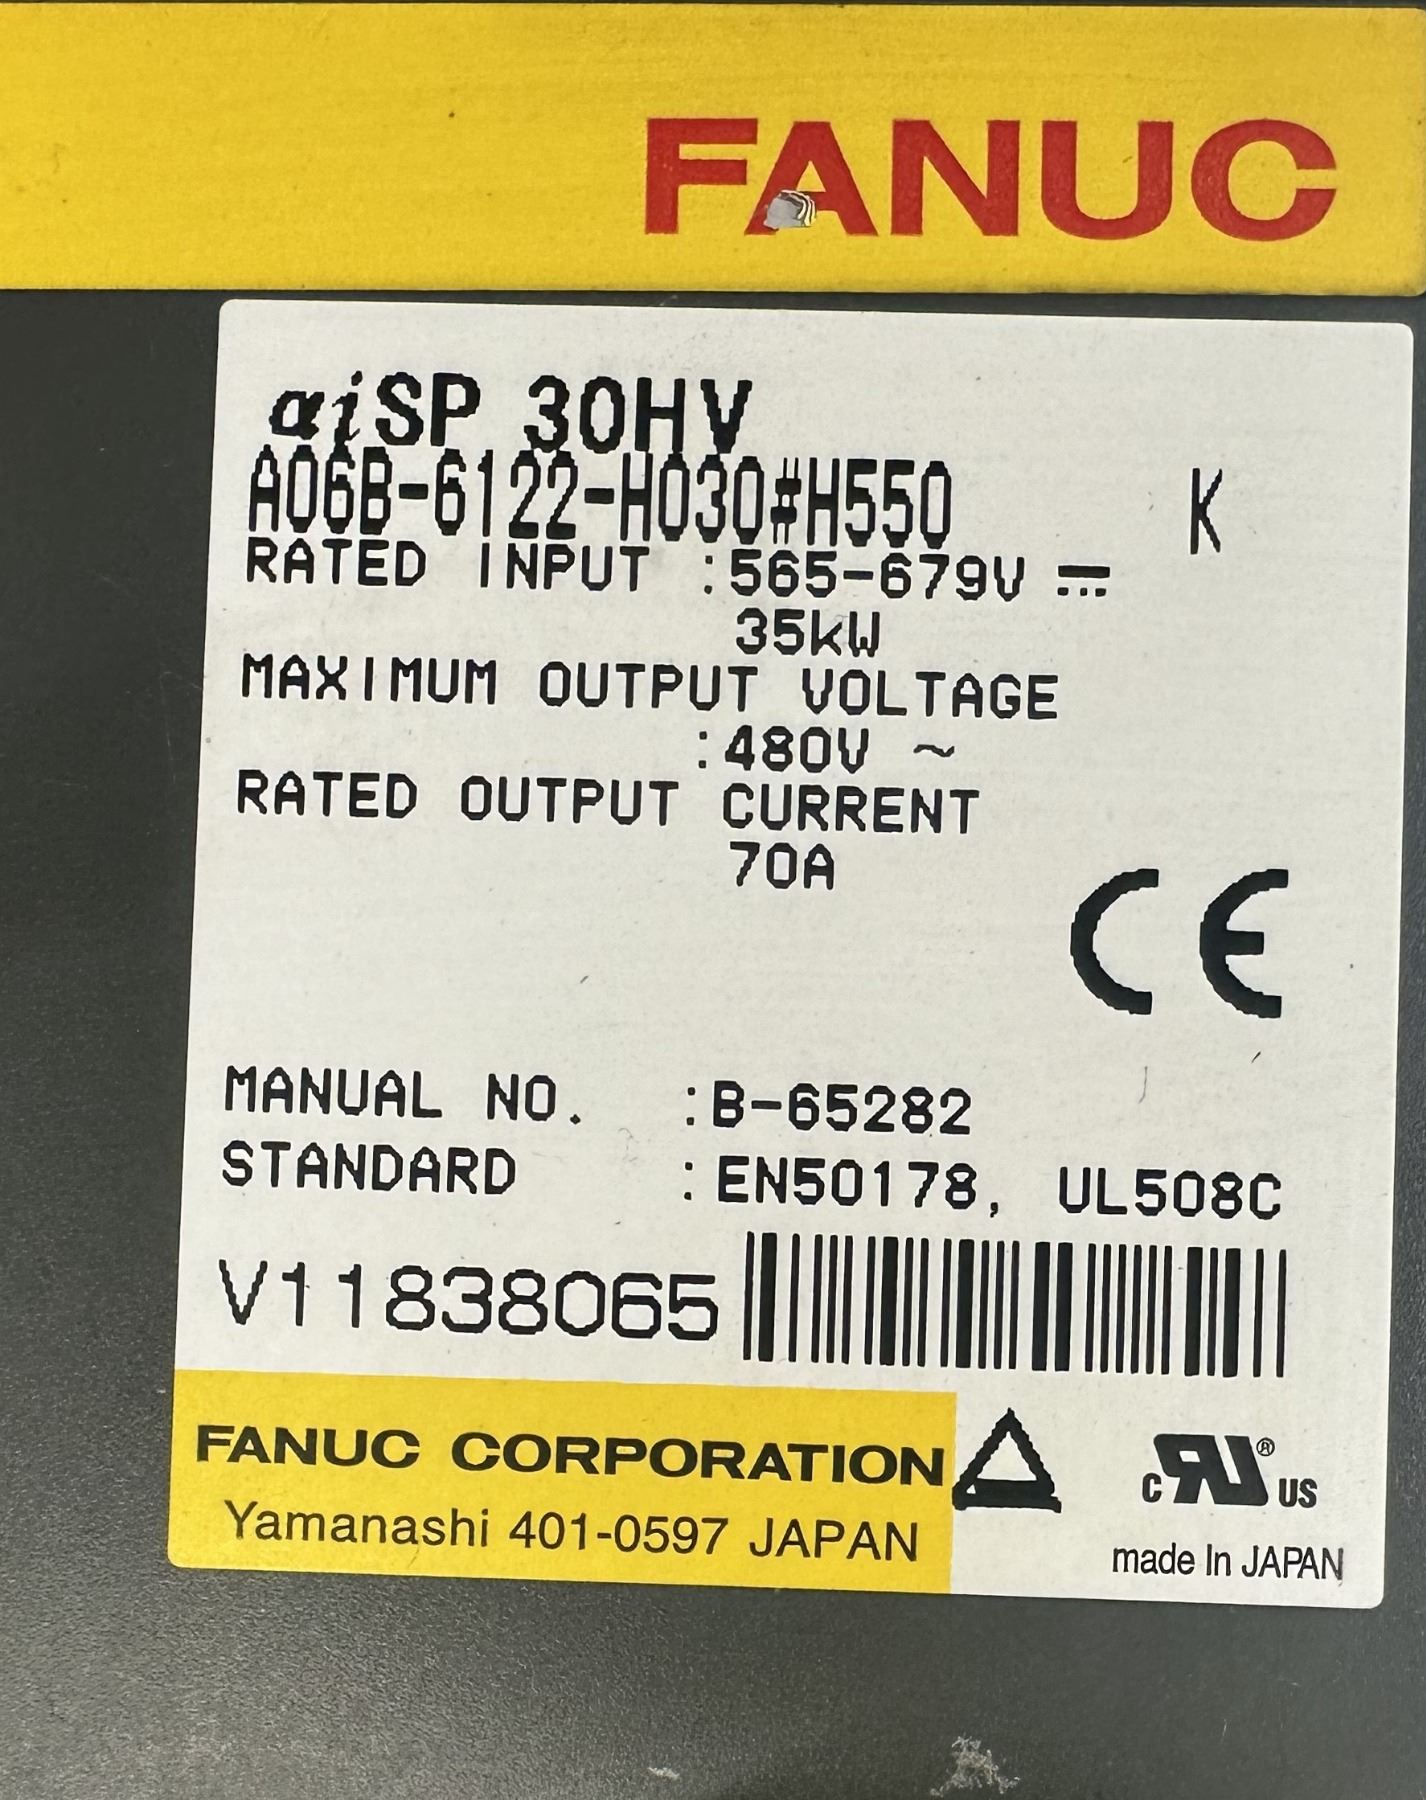 FANUC
αiSP 30HV
A06B-6122-H030#H550 K
RATED INPUT :565-679V ⎓
35kW
MAXIMUM OUTPUT VOLTAGE
:480V ~
RATED OUTPUT CURRENT
70A
CE
MANUAL NO. :B-65282
STANDARD :EN50178, UL508C
V11838065
FANUC CORPORATION
Yamanashi 401-0597 JAPAN
c RU ® US
made In JAPAN